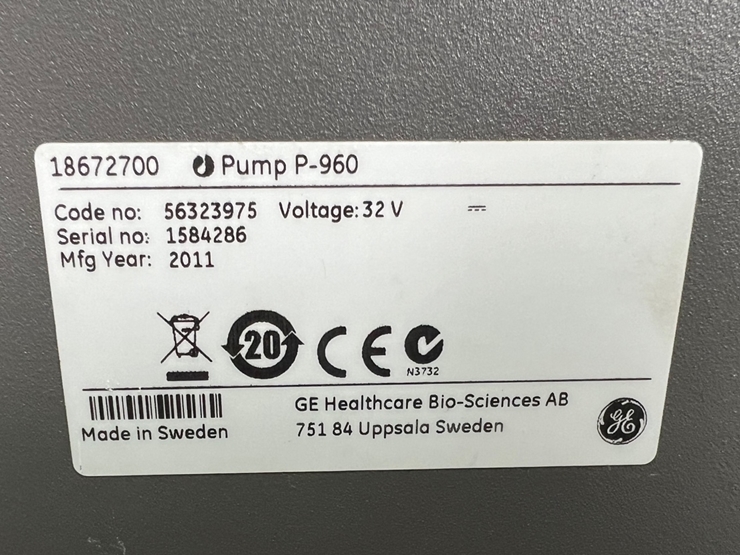 18672700 Pump P-960
Code no: 56323975 Voltage: 32 V
Serial no: 1584286
Mfg Year: 2011
20
CE
N3732
Made in Sweden
GE Healthcare Bio-Sciences AB
751 84 Uppsala Sweden
GE